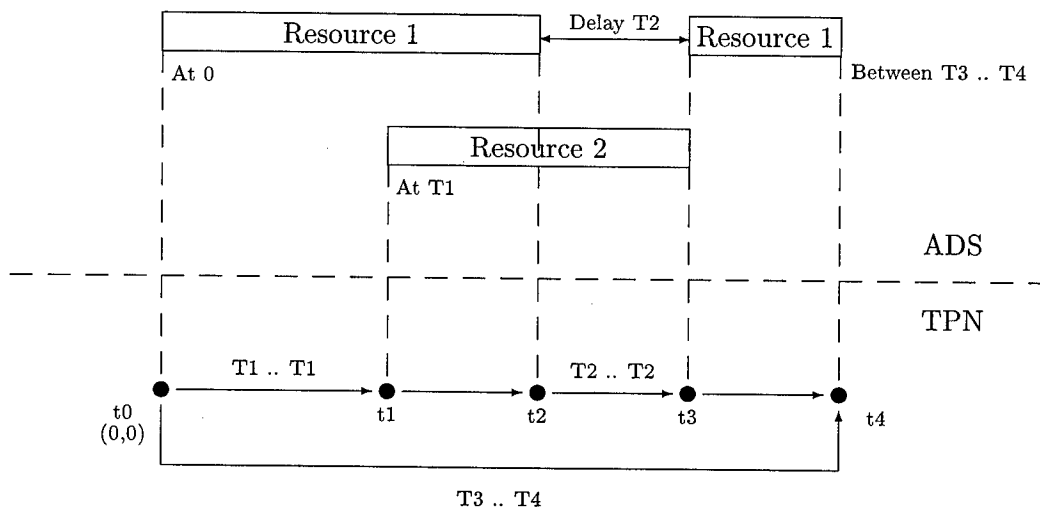 Resource 1
Delay T2
Resource 1
At 0
Between T3 .. T4
Resource 2
At T1
ADS
TPN
T1 .. T1
T2 .. T2
t0
(0,0)
t1
t2
t3
t4
T3 .. T4